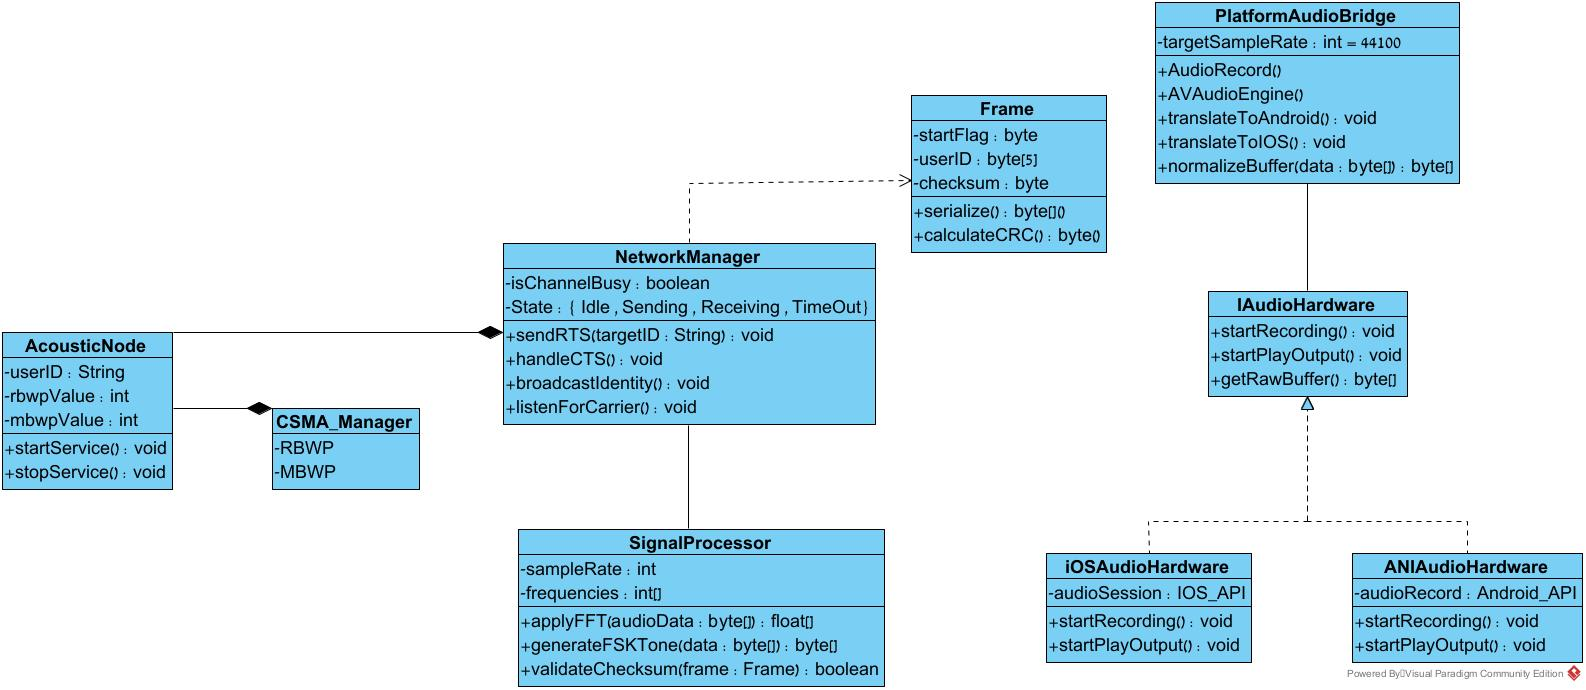 PlatformAudioBridge
-targetSampleRate : int = 44100
+AudioRecord()
+AVAudioEngine()
+translateToAndroid() : void
+translateToIOS() : void
+normalizeBuffer(data : byte[]) : byte[]
Frame
-startFlag : byte
-userID : byte[5]
-checksum : byte
+serialize() : byte[]()
+calculateCRC() : byte()
NetworkManager
-isChannelBusy : boolean
-State : { Idle , Sending , Receiving , TimeOut}
+sendRTS(targetID : String) : void
+handleCTS() : void
+broadcastIdentity() : void
+listenForCarrier() : void
IAudioHardware
+startRecording() : void
+startPlayOutput() : void
+getRawBuffer() : byte[]
AcousticNode
-userID : String
-rbwpValue : int
-mbwpValue : int
+startService() : void
+stopService() : void
CSMA_Manager
-RBWP
-MBWP
SignalProcessor
-sampleRate : int
-frequencies : int[]
+applyFFT(audioData : byte[]) : float[]
+generateFSKTone(data : byte[]) : byte[]
+validateChecksum(frame : Frame) : boolean
iOSAudioHardware
-audioSession : IOS_API
+startRecording() : void
+startPlayOutput() : void
ANIAudioHardware
-audioRecord : Android_API
+startRecording() : void
+startPlayOutput() : void
Powered By Visual Paradigm Community Edition